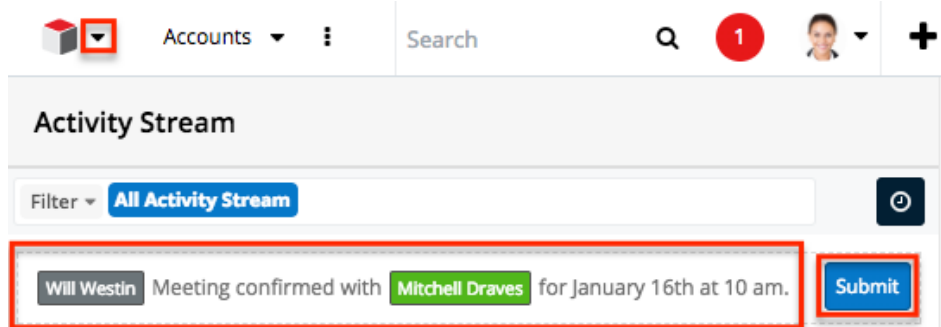 Accounts Search 1
Activity Stream
Filter All Activity Stream
Will Westin Meeting confirmed with Mitchell Draves for January 16th at 10 am. Submit